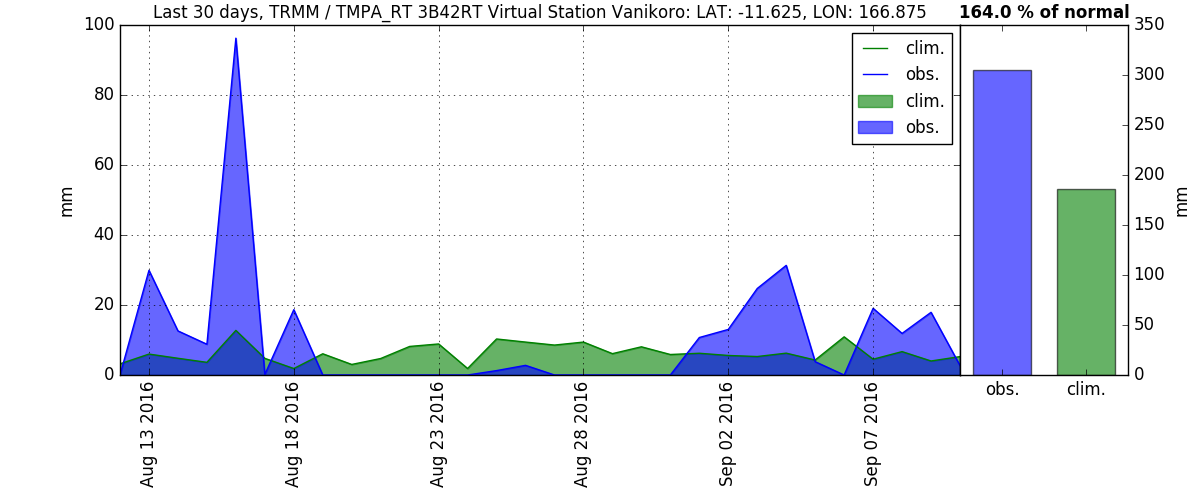 Last 30 days, TRMM / TMPA_RT 3B42RT Virtual Station Vanikoro: LAT: -11.625, LON: 166.875
164.0 % of normal
100
80
60
40
20
0
mm
clim.
obs.
clim.
obs.
350
300
250
200
150
100
50
0
mm
Aug 13 2016
Aug 18 2016
Aug 23 2016
Aug 28 2016
Sep 02 2016
Sep 07 2016
obs.
clim.